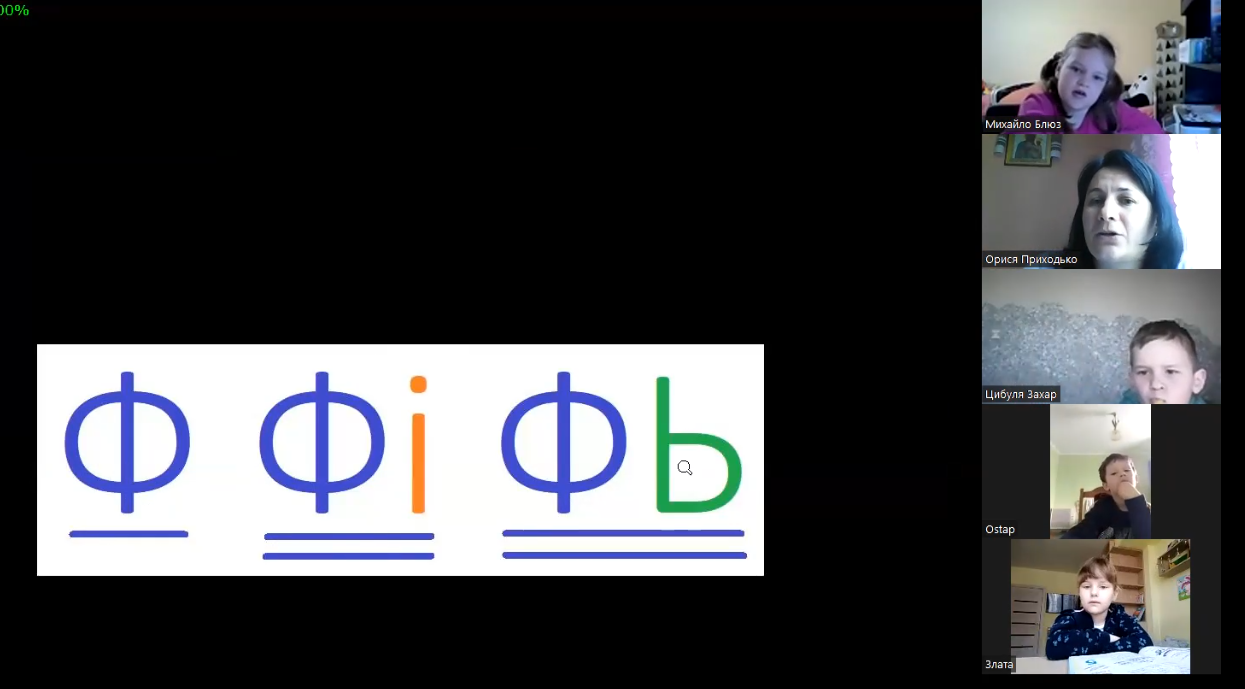 00%
Ф Фі Фь
Михайло Блюз
Орися Приходько
Цибуля Захар
Ostap
Злата